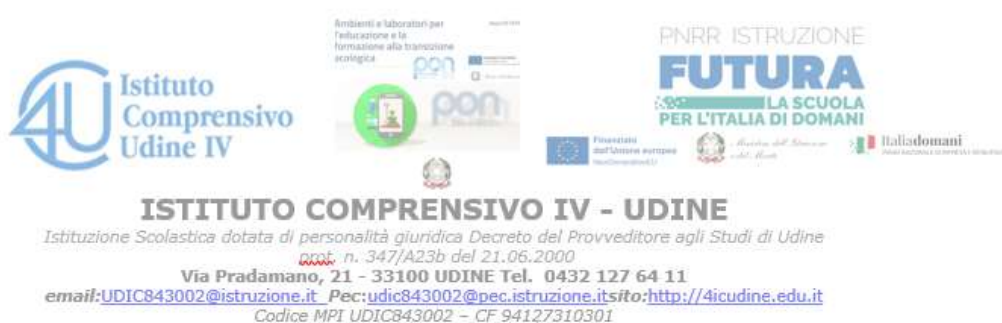 4U
Istituto
Comprensivo
Udine IV
Ambienti e laboratori per
l'educazione e la
formazione alla transizione
ecologica
pon
pon
PNRR ISTRUZIONE
FUTURA
LA SCUOLA
PER L'ITALIA DI DOMANI
Finanziato
dall'Unione europea
NextGenerationEU
Italiadomani
ISTITUTO COMPRENSIVO IV - UDINE
Istituzione Scolastica dotata di personalità giuridica Decreto del Provveditore agli Studi di Udine
prot. n. 347/A23b del 21.06.2000
Via Pradamano, 21 - 33100 UDINE Tel. 0432 127 64 11
email:UDIC843002@istruzione.it Pec:udic843002@pec.istruzione.itsito:http://4icudine.edu.it
Codice MPI UDIC843002 – CF 94127310301